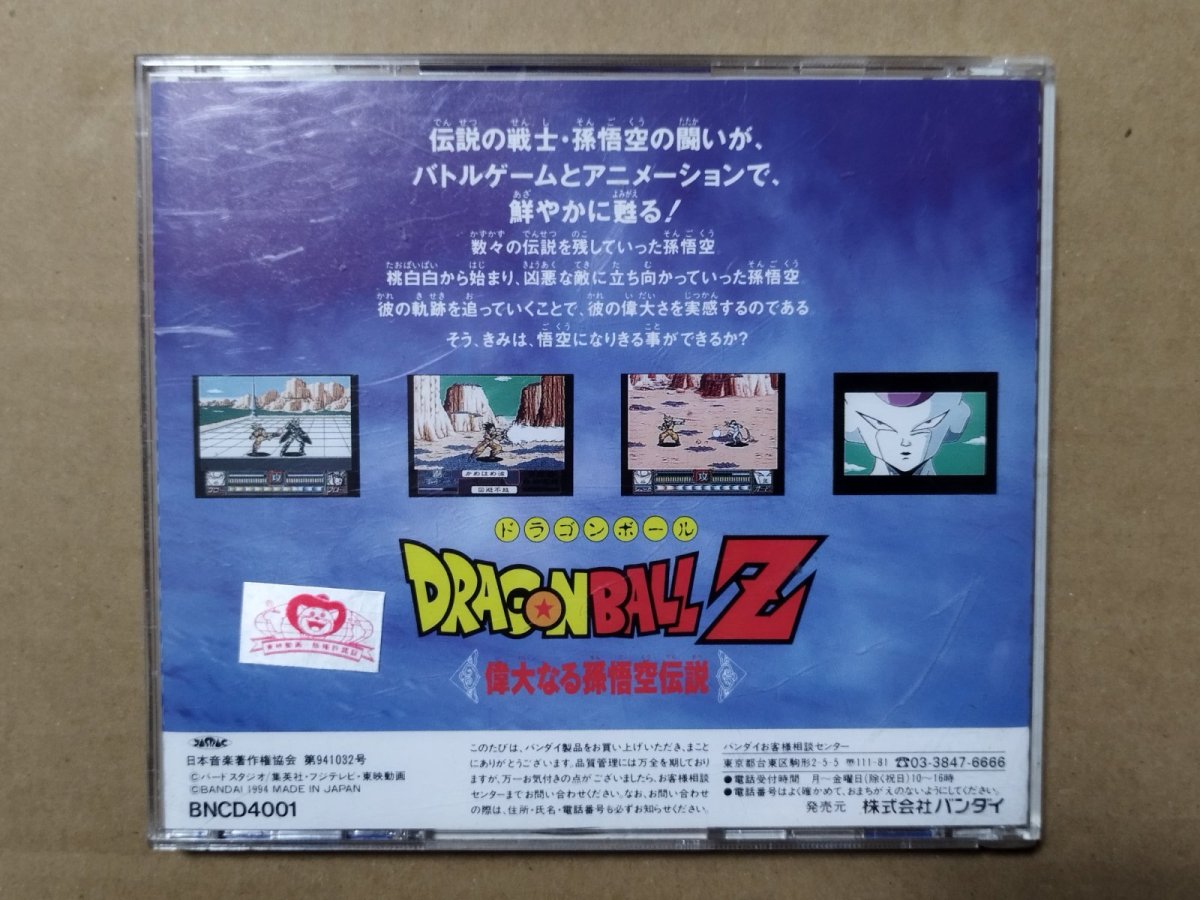 伝説の戦士・孫悟空の闘いが、
バトルゲームとアニメーションで、
鮮やかに甦る!
数々の伝説を残していった孫悟空
桃白白から始まり、凶悪な敵に立ち向かっていった孫悟空
彼の軌跡を追っていくことで、彼の偉大さを実感するのである
そう、きみは、悟空になりきる事ができるか?
攻
かめはめ波
回避不能
攻
ドラゴンボール
DRAGON BALL Z
偉大なる孫悟空伝説
東映動画 版権許諾証
JASRAC
日本音楽著作権協会 第941032号
©バードスタジオ/集英社・フジテレビ・東映動画
©BANDAI 1994 MADE IN JAPAN
BNCD4001
このたびは、バンダイ製品をお買い上げいただき、まこと
にありがとうございます。品質管理には万全を期しており
ますが、万一お気付きの点がございましたら、お客様相談
センターまでお問い合わせください。なお、お問い合わせ
の際は、住所・氏名・電話番号も必ずお知らせください。
バンダイお客様相談センター
東京都台東区駒形2-5-5 〒111-81 ☎03-3847-6666
●電話受付時間 月〜金曜日(除く祝日)10〜16時
●電話番号はよく確かめて、おまちがえのないようにしてください。
発売元 株式会社バンダイ